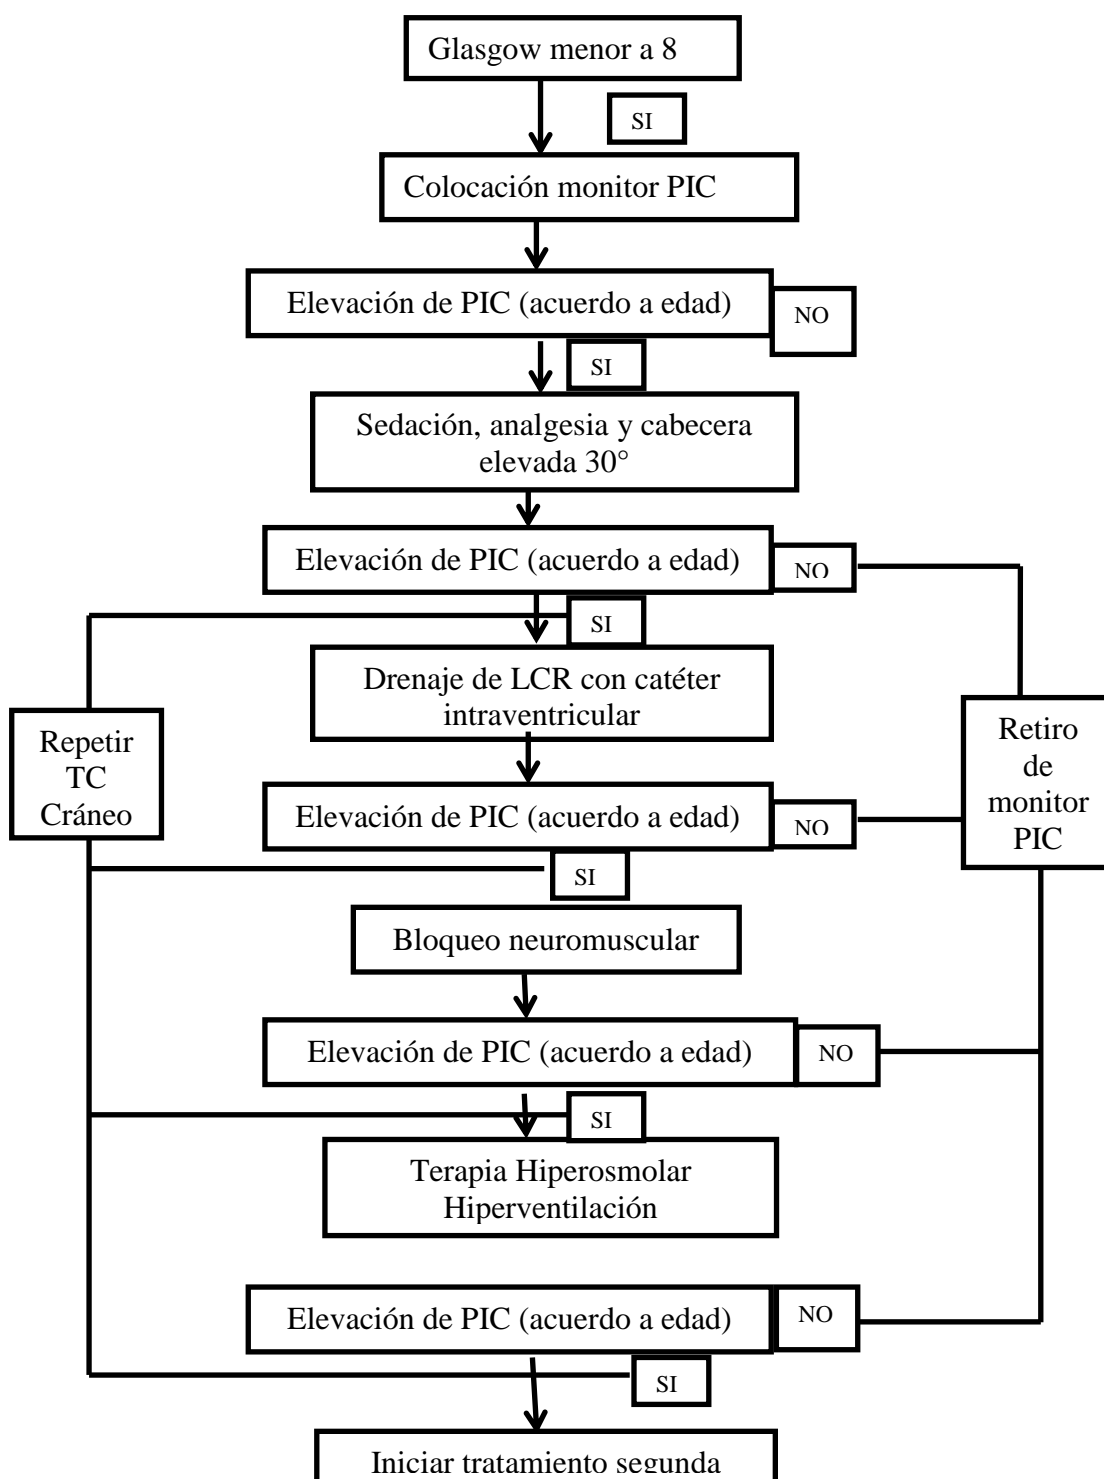 Glasgow menor a 8
SI
Colocación monitor PIC
Elevación de PIC (acuerdo a edad)
NO
SI
Sedación, analgesia y cabecera
elevada 30°
Elevación de PIC (acuerdo a edad)
NO
SI
Drenaje de LCR con catéter
intraventricular
Repetir
TC
Cráneo
Retiro
de
monitor
PIC
Elevación de PIC (acuerdo a edad)
NO
SI
Bloqueo neuromuscular
Elevación de PIC (acuerdo a edad)
NO
SI
Terapia Hiperosmolar
Hiperventilación
Elevación de PIC (acuerdo a edad)
NO
SI
Iniciar tratamiento segunda